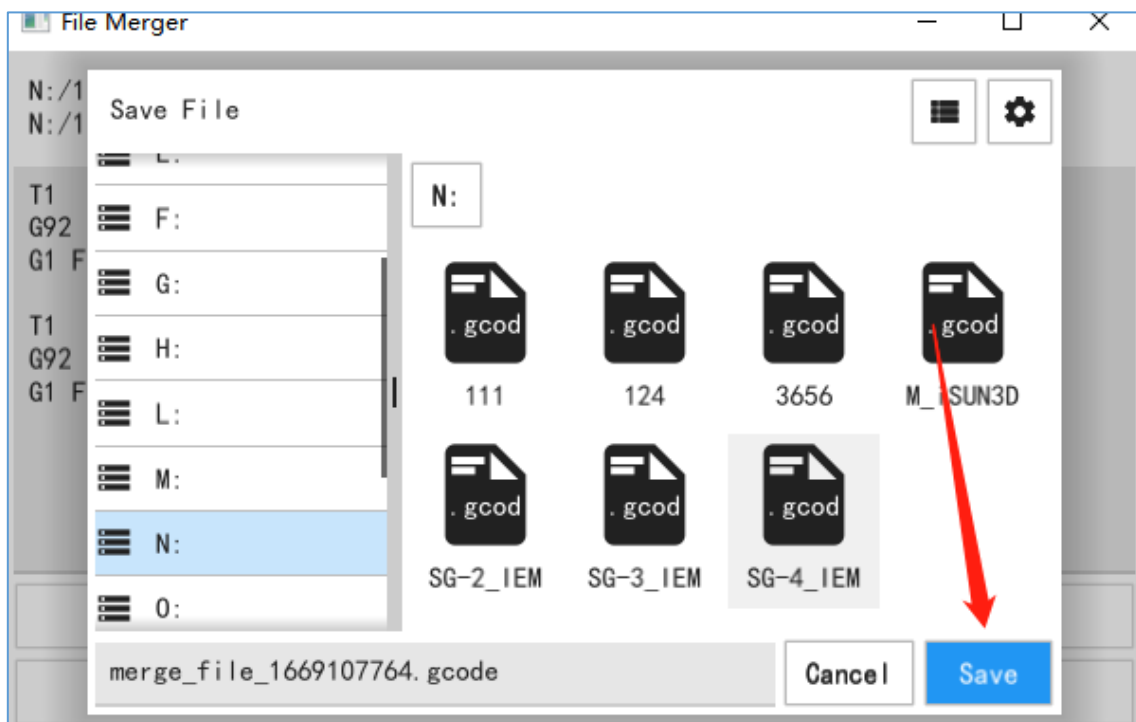 File Merger
N:/1
N:/1
Save File
T1
G92
G1 F
T1
G92
G1 F
F:
G:
H:
L:
M:
N:
O:
N:
.gcod
.gcod
.gcod
.gcod
111
124
3656
M_iSUN3D
.gcod
.gcod
.gcod
SG-2_IEM
SG-3_IEM
SG-4_IEM
merge_file_1669107764.gcode
Cancel
Save